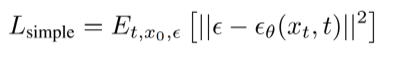 L_simple = E_{t,x_0,ϵ} [||ϵ − ϵ_θ(x_t, t)||²]